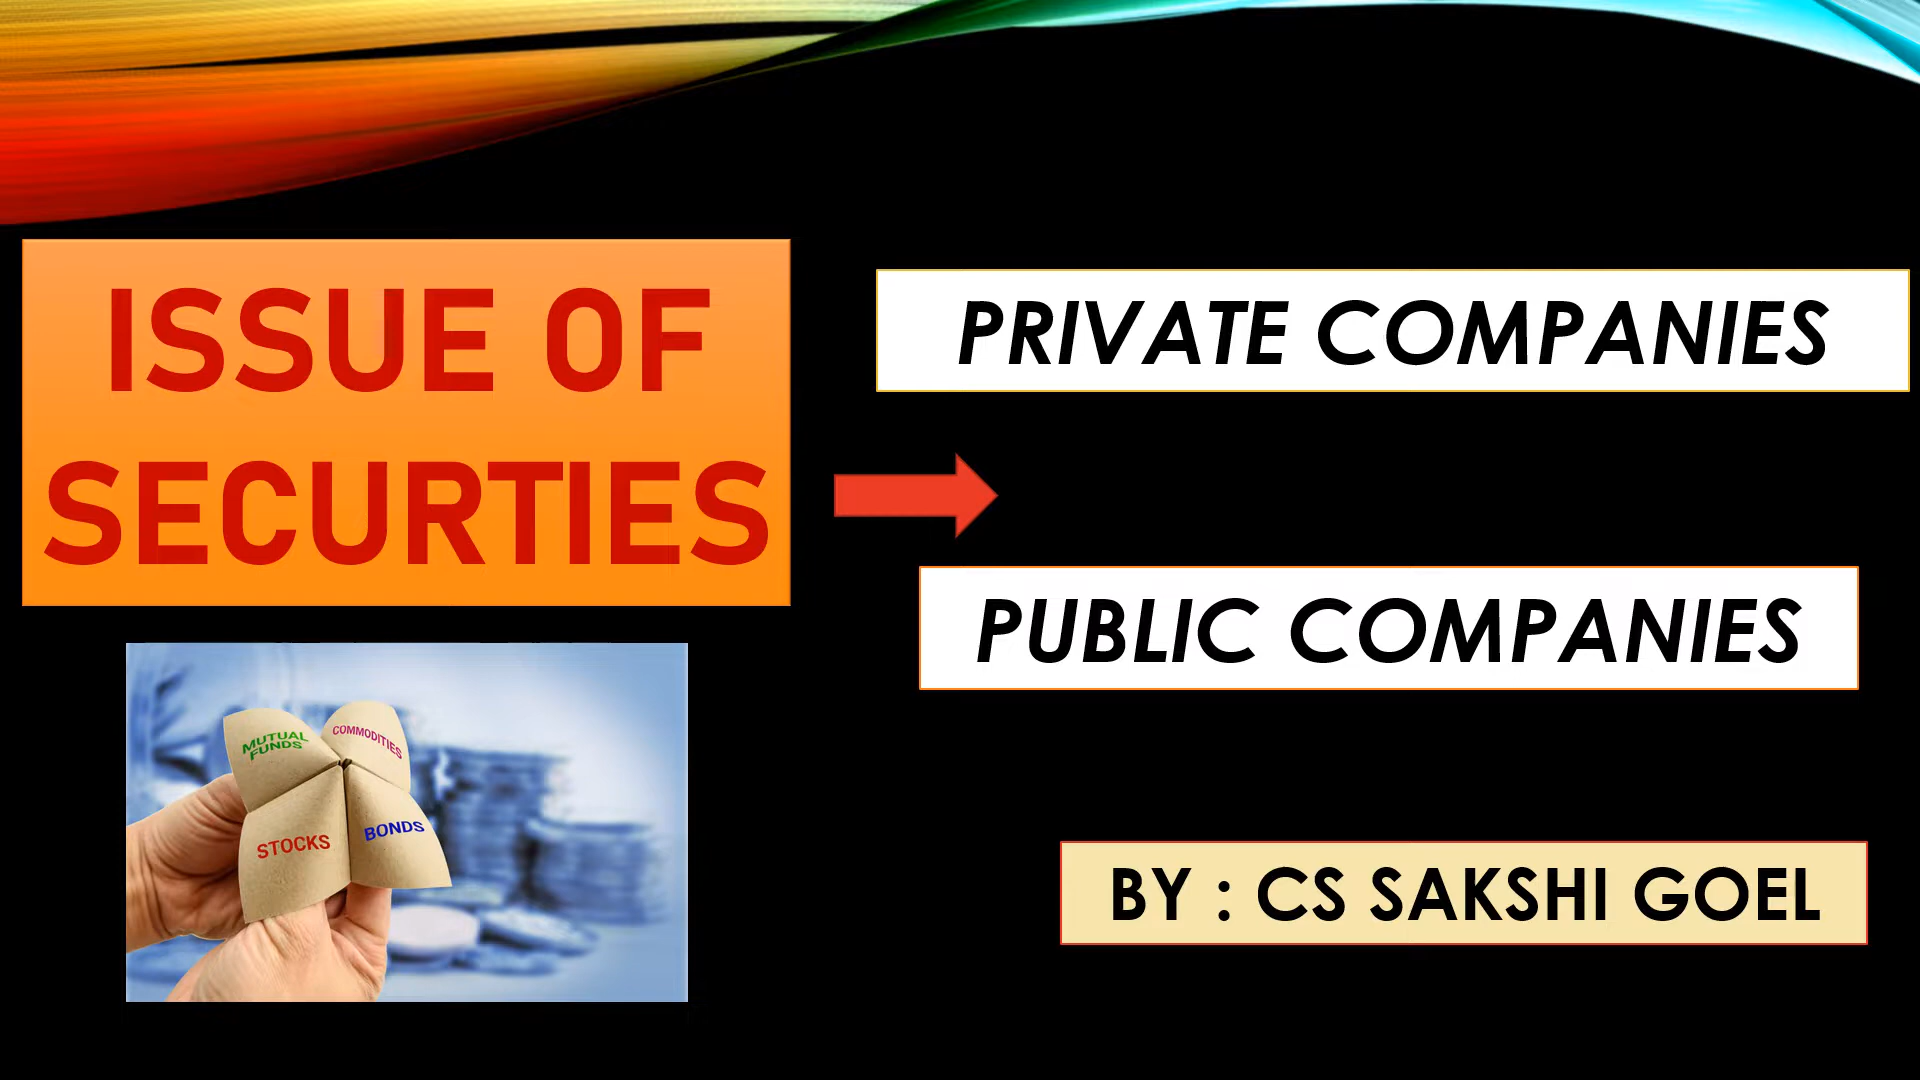 ISSUE OF
SECURTIES
PRIVATE COMPANIES
PUBLIC COMPANIES
MUTUAL
FUNDS
COMMODITIES
STOCKS
BONDS
BY : CS SAKSHI GOEL